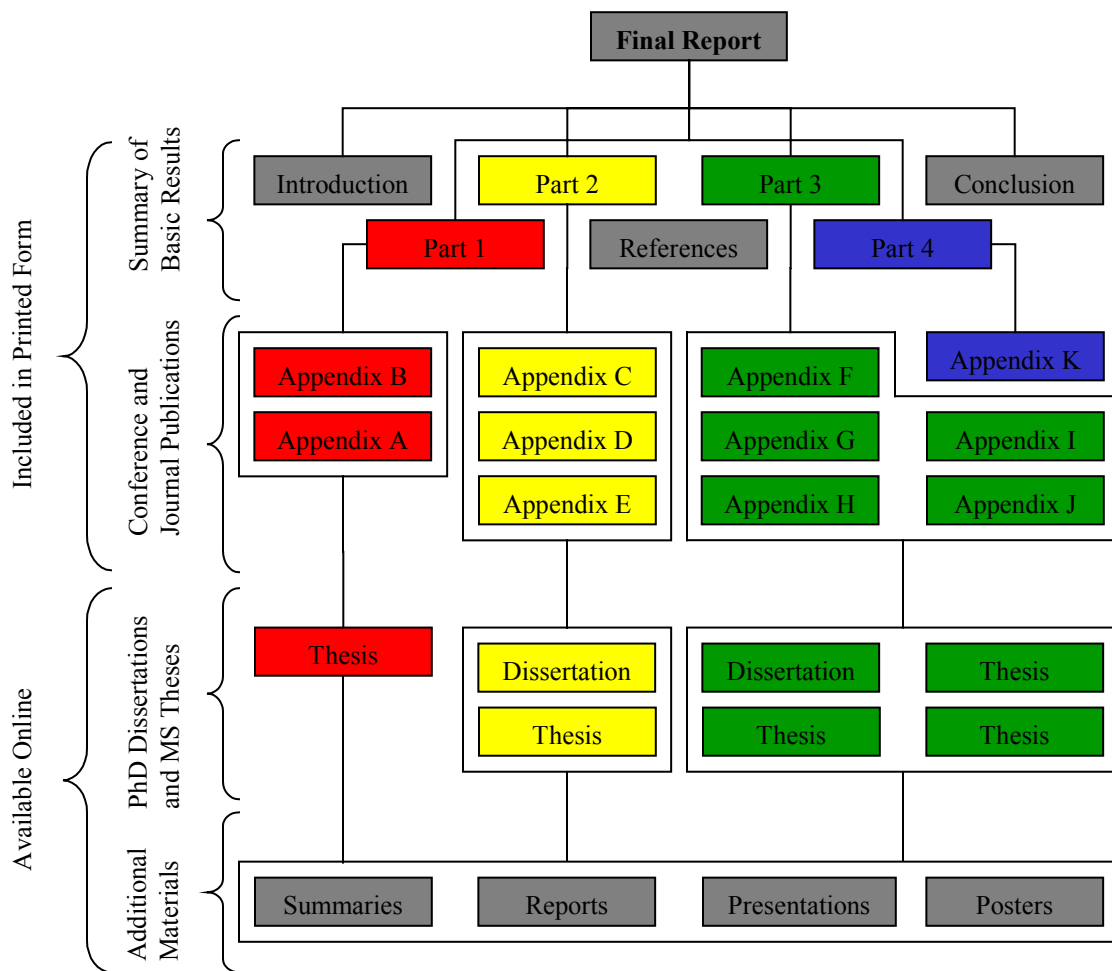 Final Report
Included in Printed Form
Summary of
Basic Results
Introduction
Part 2
Part 3
Conclusion
Part 1
References
Part 4
Conference and
Journal Publications
Appendix B
Appendix C
Appendix F
Appendix K
Appendix A
Appendix D
Appendix G
Appendix I
Appendix E
Appendix H
Appendix J
Available Online
PhD Dissertations
and MS Theses
Thesis
Dissertation
Dissertation
Thesis
Thesis
Thesis
Thesis
Additional
Materials
Summaries
Reports
Presentations
Posters